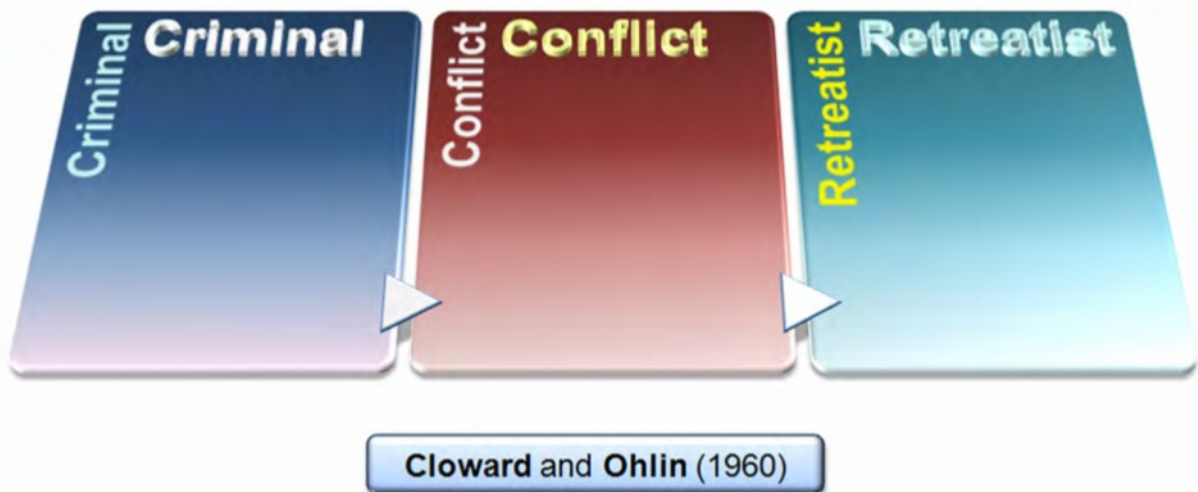 Criminal
Criminal
Conflict
Conflict
Retreatist
Retreatist
Cloward and Ohlin (1960)